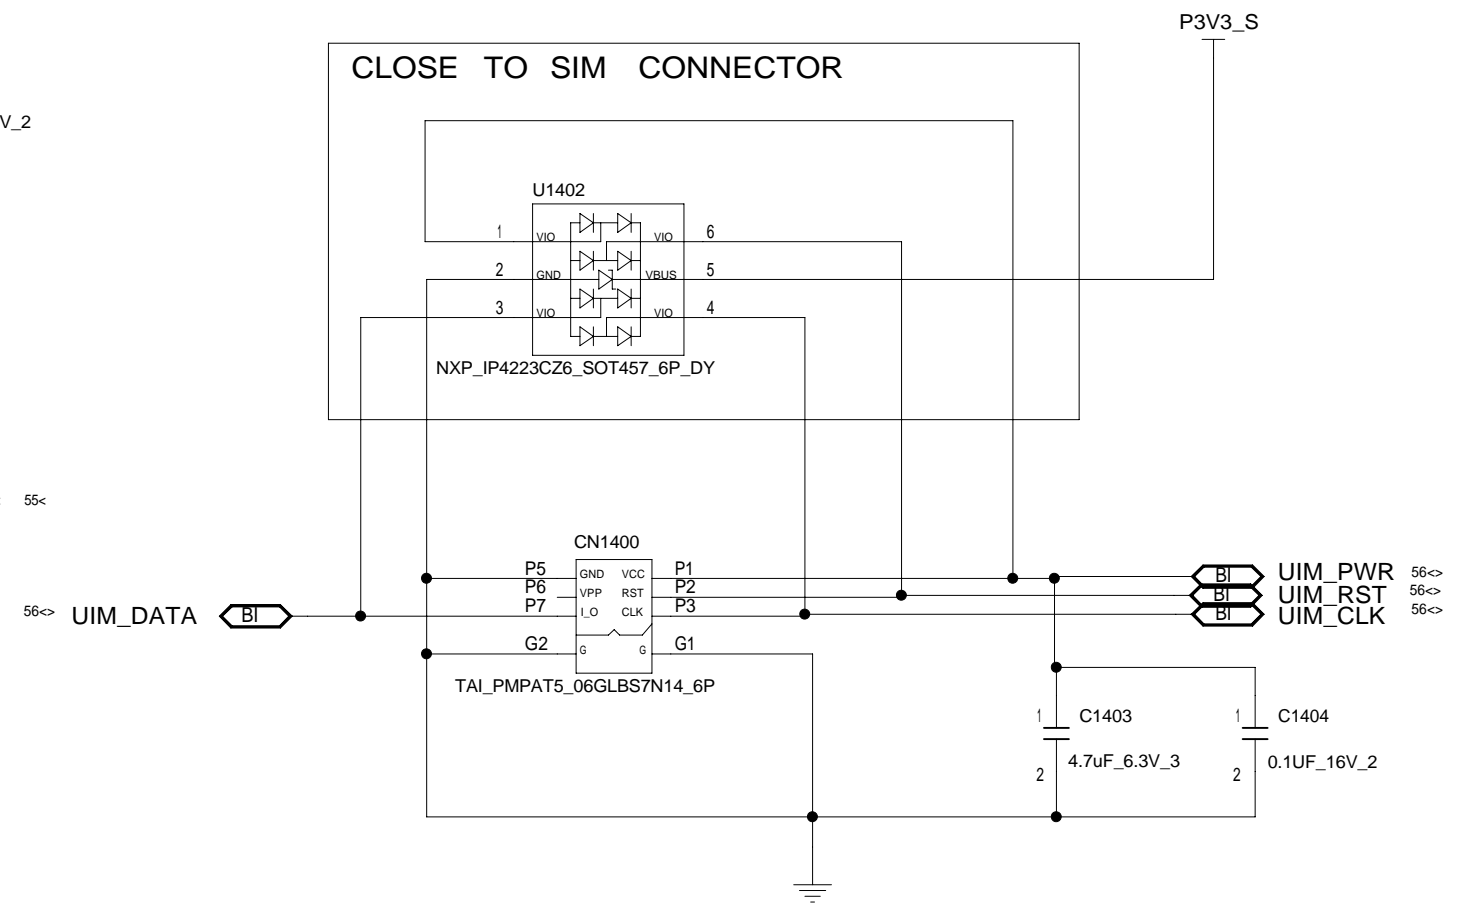 P3V3_S
CLOSE TO SIM CONNECTOR
V_2
U1402
1 VIO VIO 6
2 GND VBUS 5
3 VIO VIO 4
NXP_IP4223CZ6_SOT457_6P_DY
55<
CN1400
P5 GND VCC P1
P6 VPP RST P2
P7 I_O CLK P3
G2 G G G1
TAI_PMPAT5_06GLBS7N14_6P
56<> UIM_DATA BI
BI UIM_PWR 56<>
BI UIM_RST 56<>
BI UIM_CLK 56<>
1 C1403
4.7uF_6.3V_3
2
1 C1404
0.1UF_16V_2
2